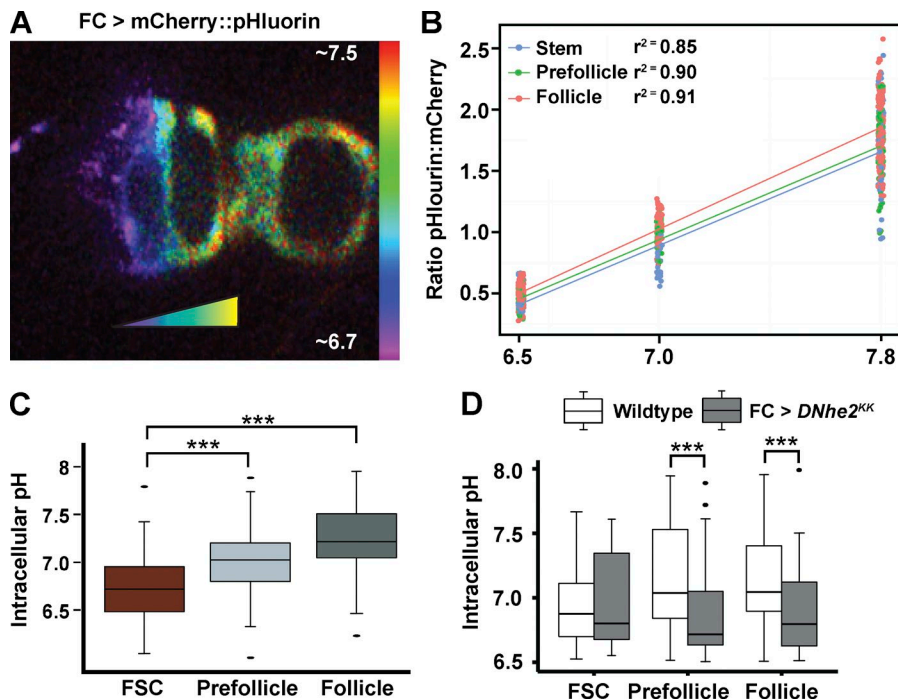 A
FC > mCherry::pHluorin
~7.5
~6.7
B
Ratio pHlourin:mCherry
2.5
2.0
1.5
1.0
0.5
Stem r² = 0.85
Prefollicle r² = 0.90
Follicle r² = 0.91
6.5 7.0 7.8
C
Intracellular pH
8
7.5
7.0
6.5
***
***
FSC Prefollicle Follicle
D
Wildtype FC > DNhe2ᴷᴷ
Intracellular pH
8.0
7.5
7.0
6.5
*** ***
FSC Prefollicle Follicle